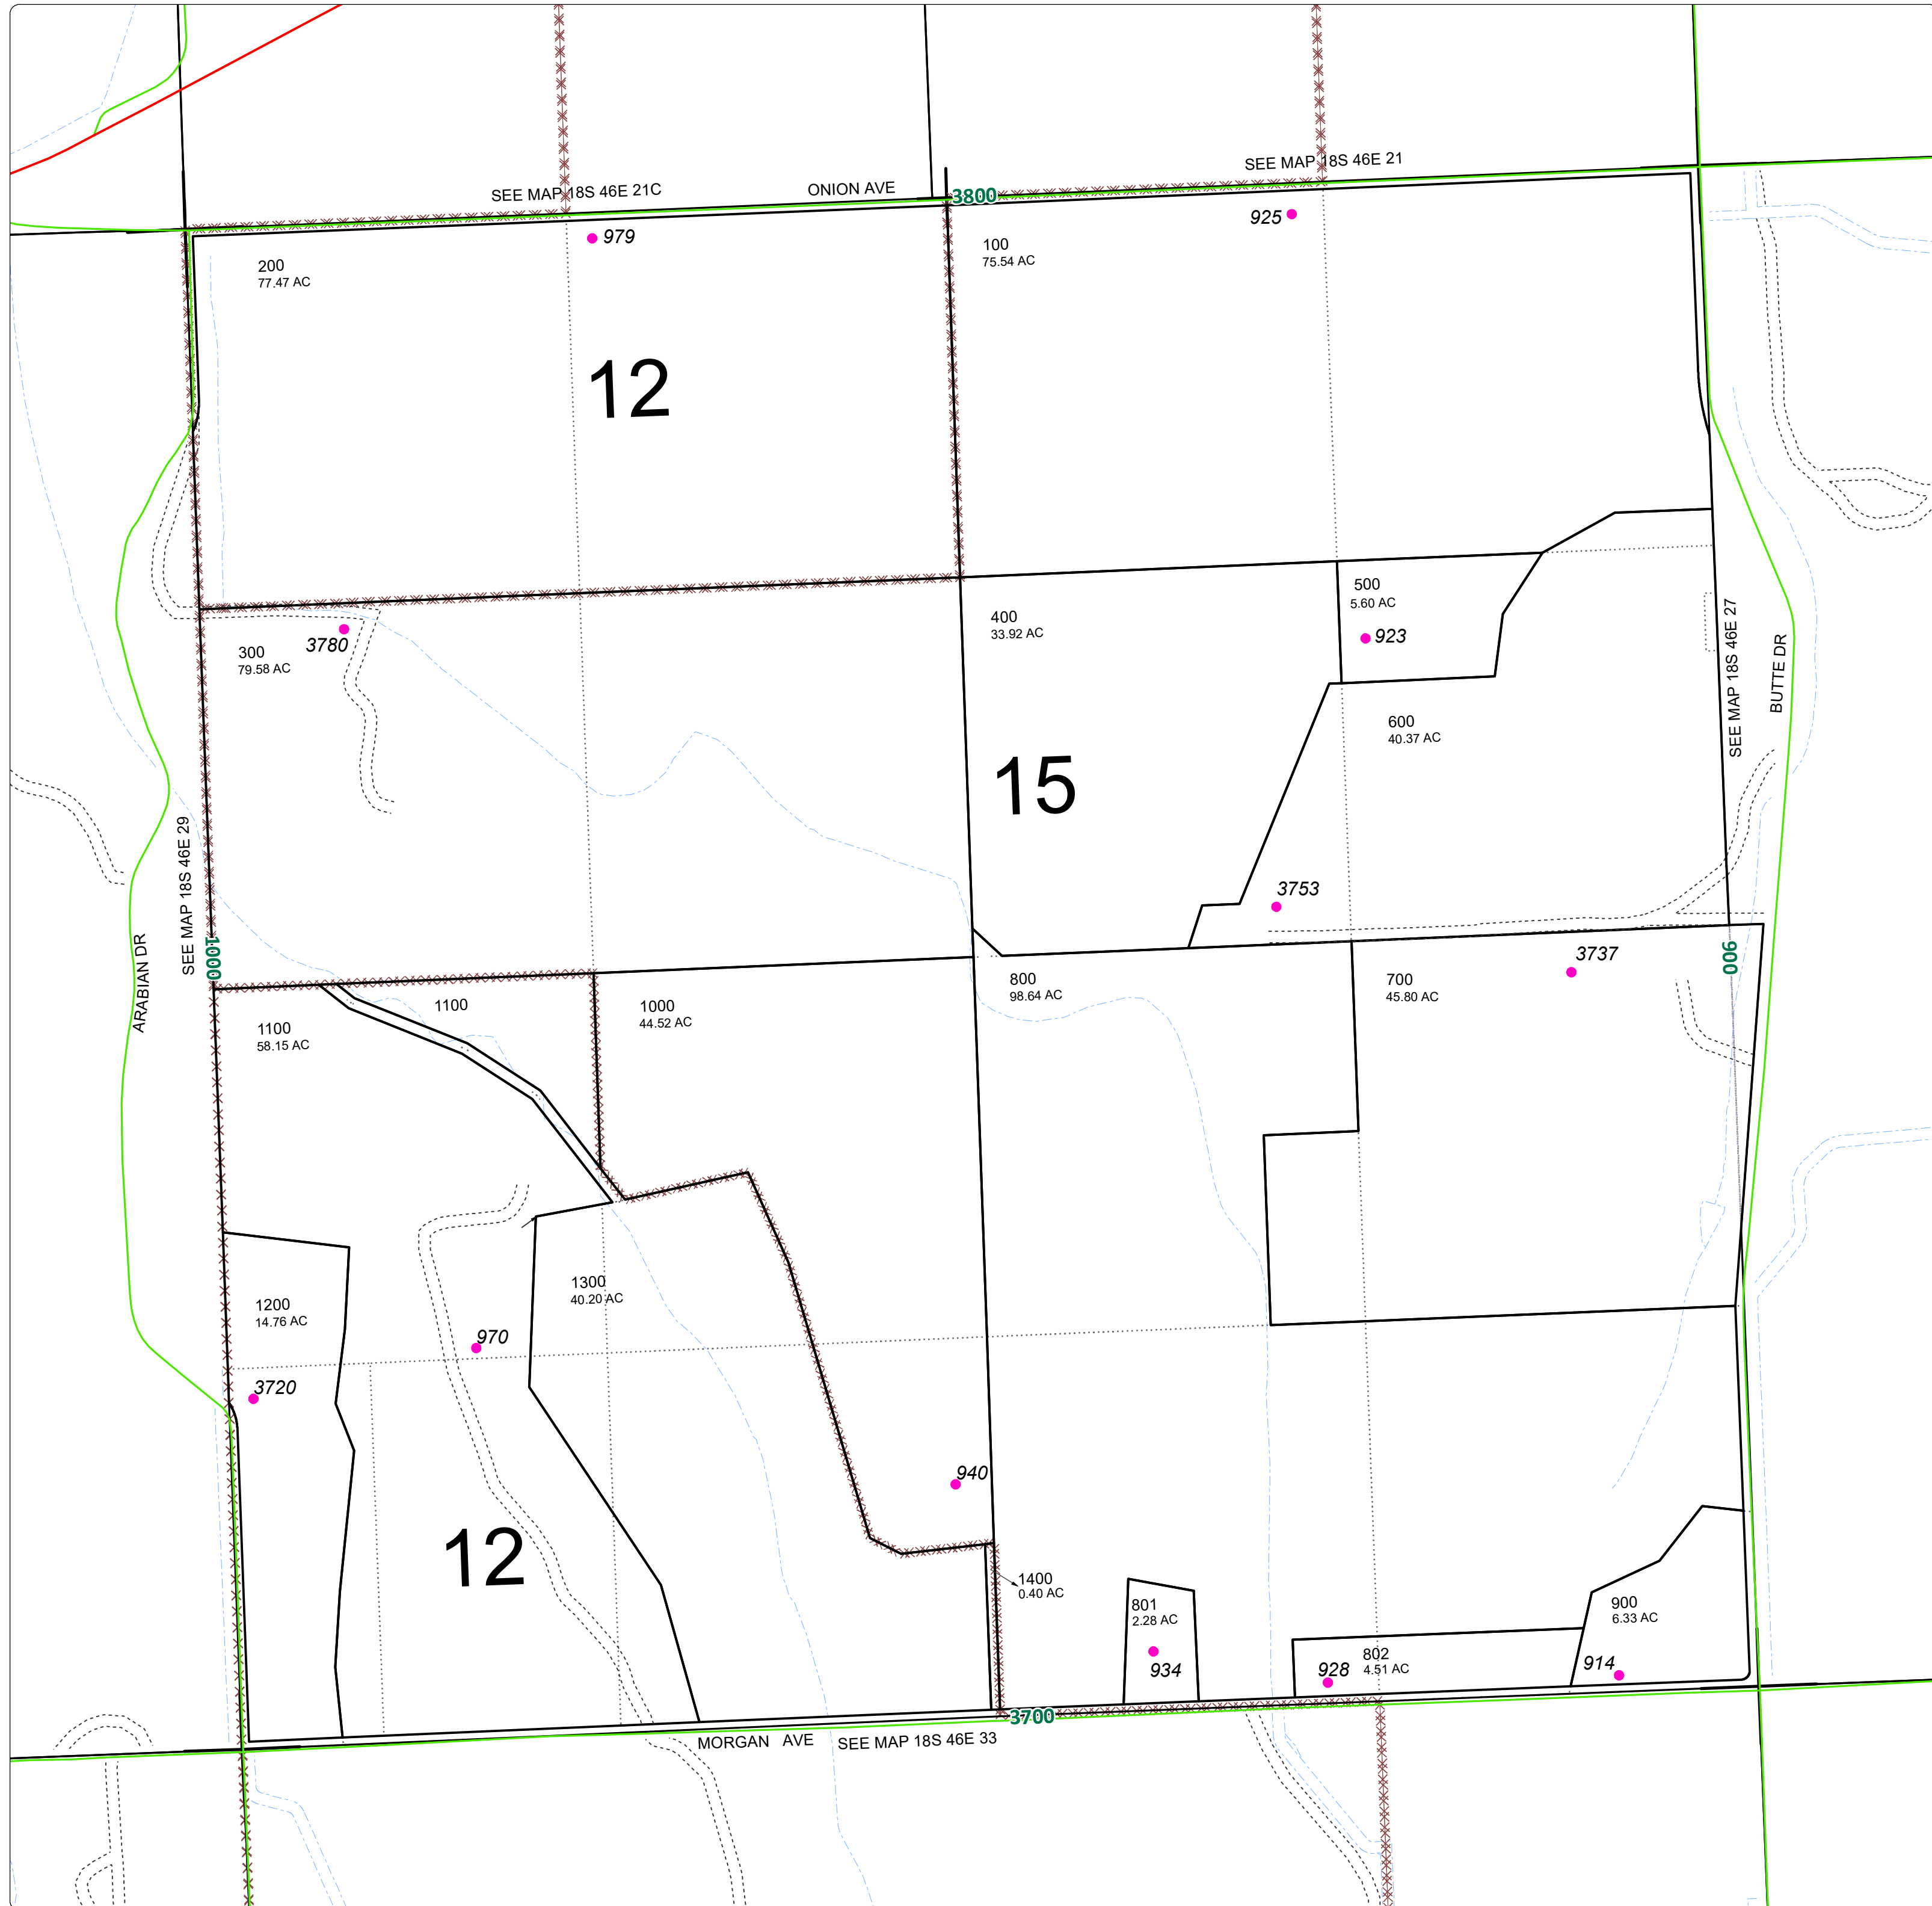 SEE MAP 18S 46E 21
SEE MAP 18S 46E 21C
ONION AVE
3800
925
979
100
75.54 AC
200
77.47 AC
12
500
5.60 AC
400
33.92 AC
923
3780
300
79.58 AC
SEE MAP 18S 46E 27
BUTTE DR
600
40.37 AC
15
SEE MAP 18S 46E 29
3753
1000
ARABIAN DR
900
3737
800
98.64 AC
700
45.80 AC
1100
1000
44.52 AC
1100
58.15 AC
1300
40.20 AC
1200
14.76 AC
970
3720
940
12
1400
0.40 AC
801
2.28 AC
900
6.33 AC
802
4.51 AC
934
928
914
3700
MORGAN AVE SEE MAP 18S 46E 33